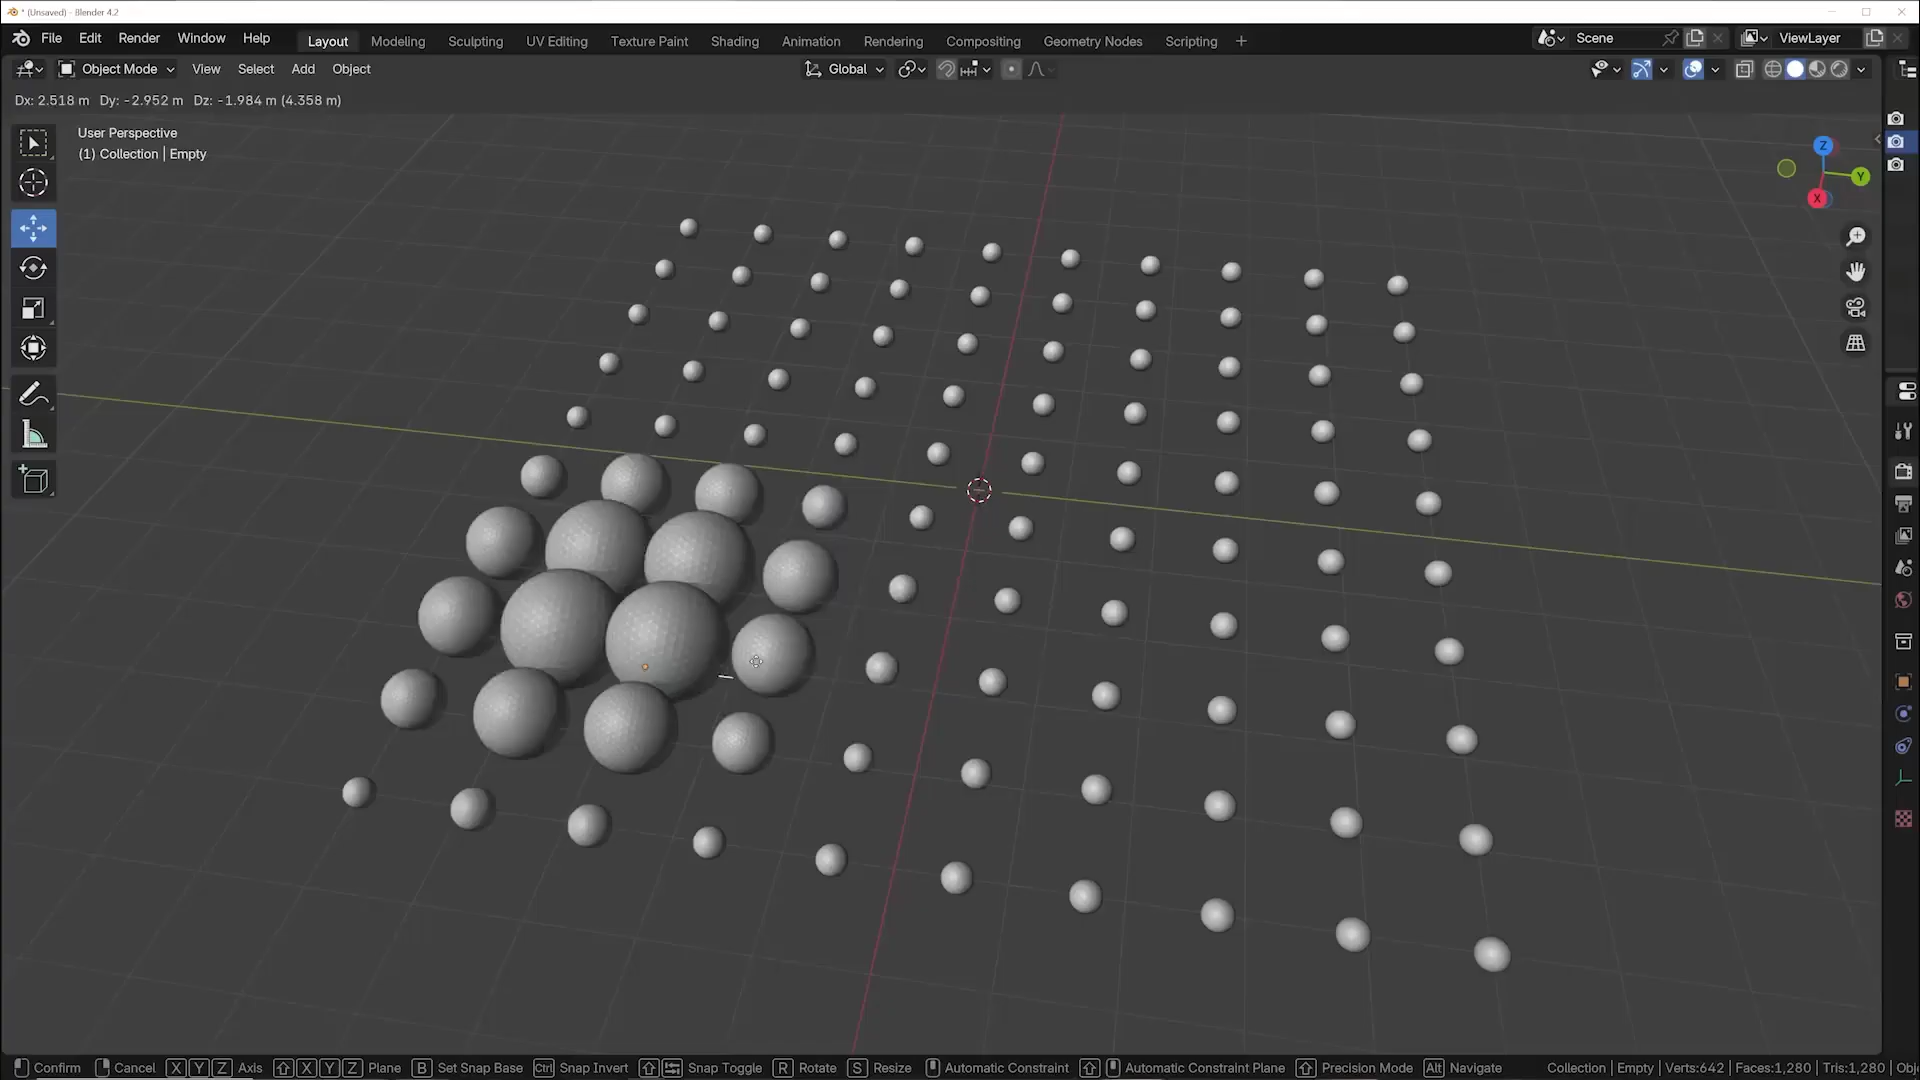 * (Unsaved) - Blender 4.2
File Edit Render Window Help Layout Modeling Sculpting UV Editing Texture Paint Shading Animation Rendering Compositing Geometry Nodes Scripting + Scene ViewLayer
Object Mode View Select Add Object Global
Dx: 2.518 m Dy: -2.952 m Dz: -1.984 m (4.358 m)
User Perspective
(1) Collection | Empty
Z
Y
X
Confirm Cancel X Y Z Axis X Y Z Plane B Set Snap Base Ctrl Snap Invert Snap Toggle R Rotate S Resize Automatic Constraint Automatic Constraint Plane Precision Mode Alt Navigate Collection | Empty | Verts:642 | Faces:1,280 | Tris:1,280 | Obj